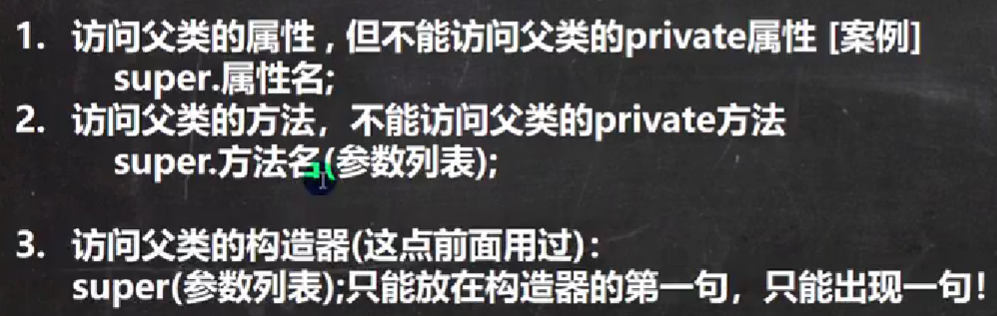 1. 访问父类的属性 , 但不能访问父类的private属性 [案例]
super.属性名;
2. 访问父类的方法，不能访问父类的private方法
super.方法名(参数列表);
3. 访问父类的构造器(这点前面用过)：
super(参数列表);只能放在构造器的第一句，只能出现一句！